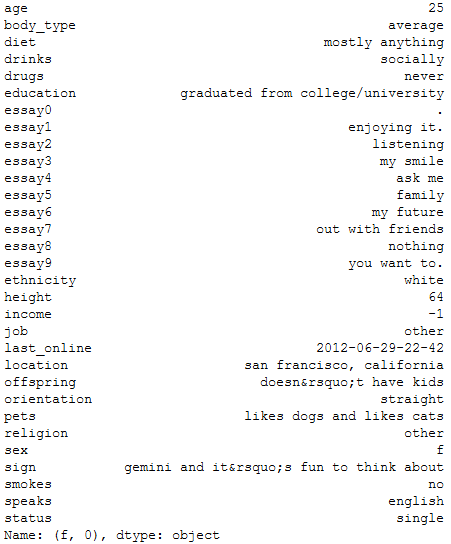 age 25
body_type average
diet mostly anything
drinks socially
drugs never
education graduated from college/university
essay0 .
essay1 enjoying it.
essay2 listening
essay3 my smile
essay4 ask me
essay5 family
essay6 my future
essay7 out with friends
essay8 nothing
essay9 you want to.
ethnicity white
height 64
income -1
job other
last_online 2012-06-29-22-42
location san francisco, california
offspring doesn&rsquo;t have kids
orientation straight
pets likes dogs and likes cats
religion other
sex f
sign gemini and it&rsquo;s fun to think about
smokes no
speaks english
status single
Name: (f, 0), dtype: object